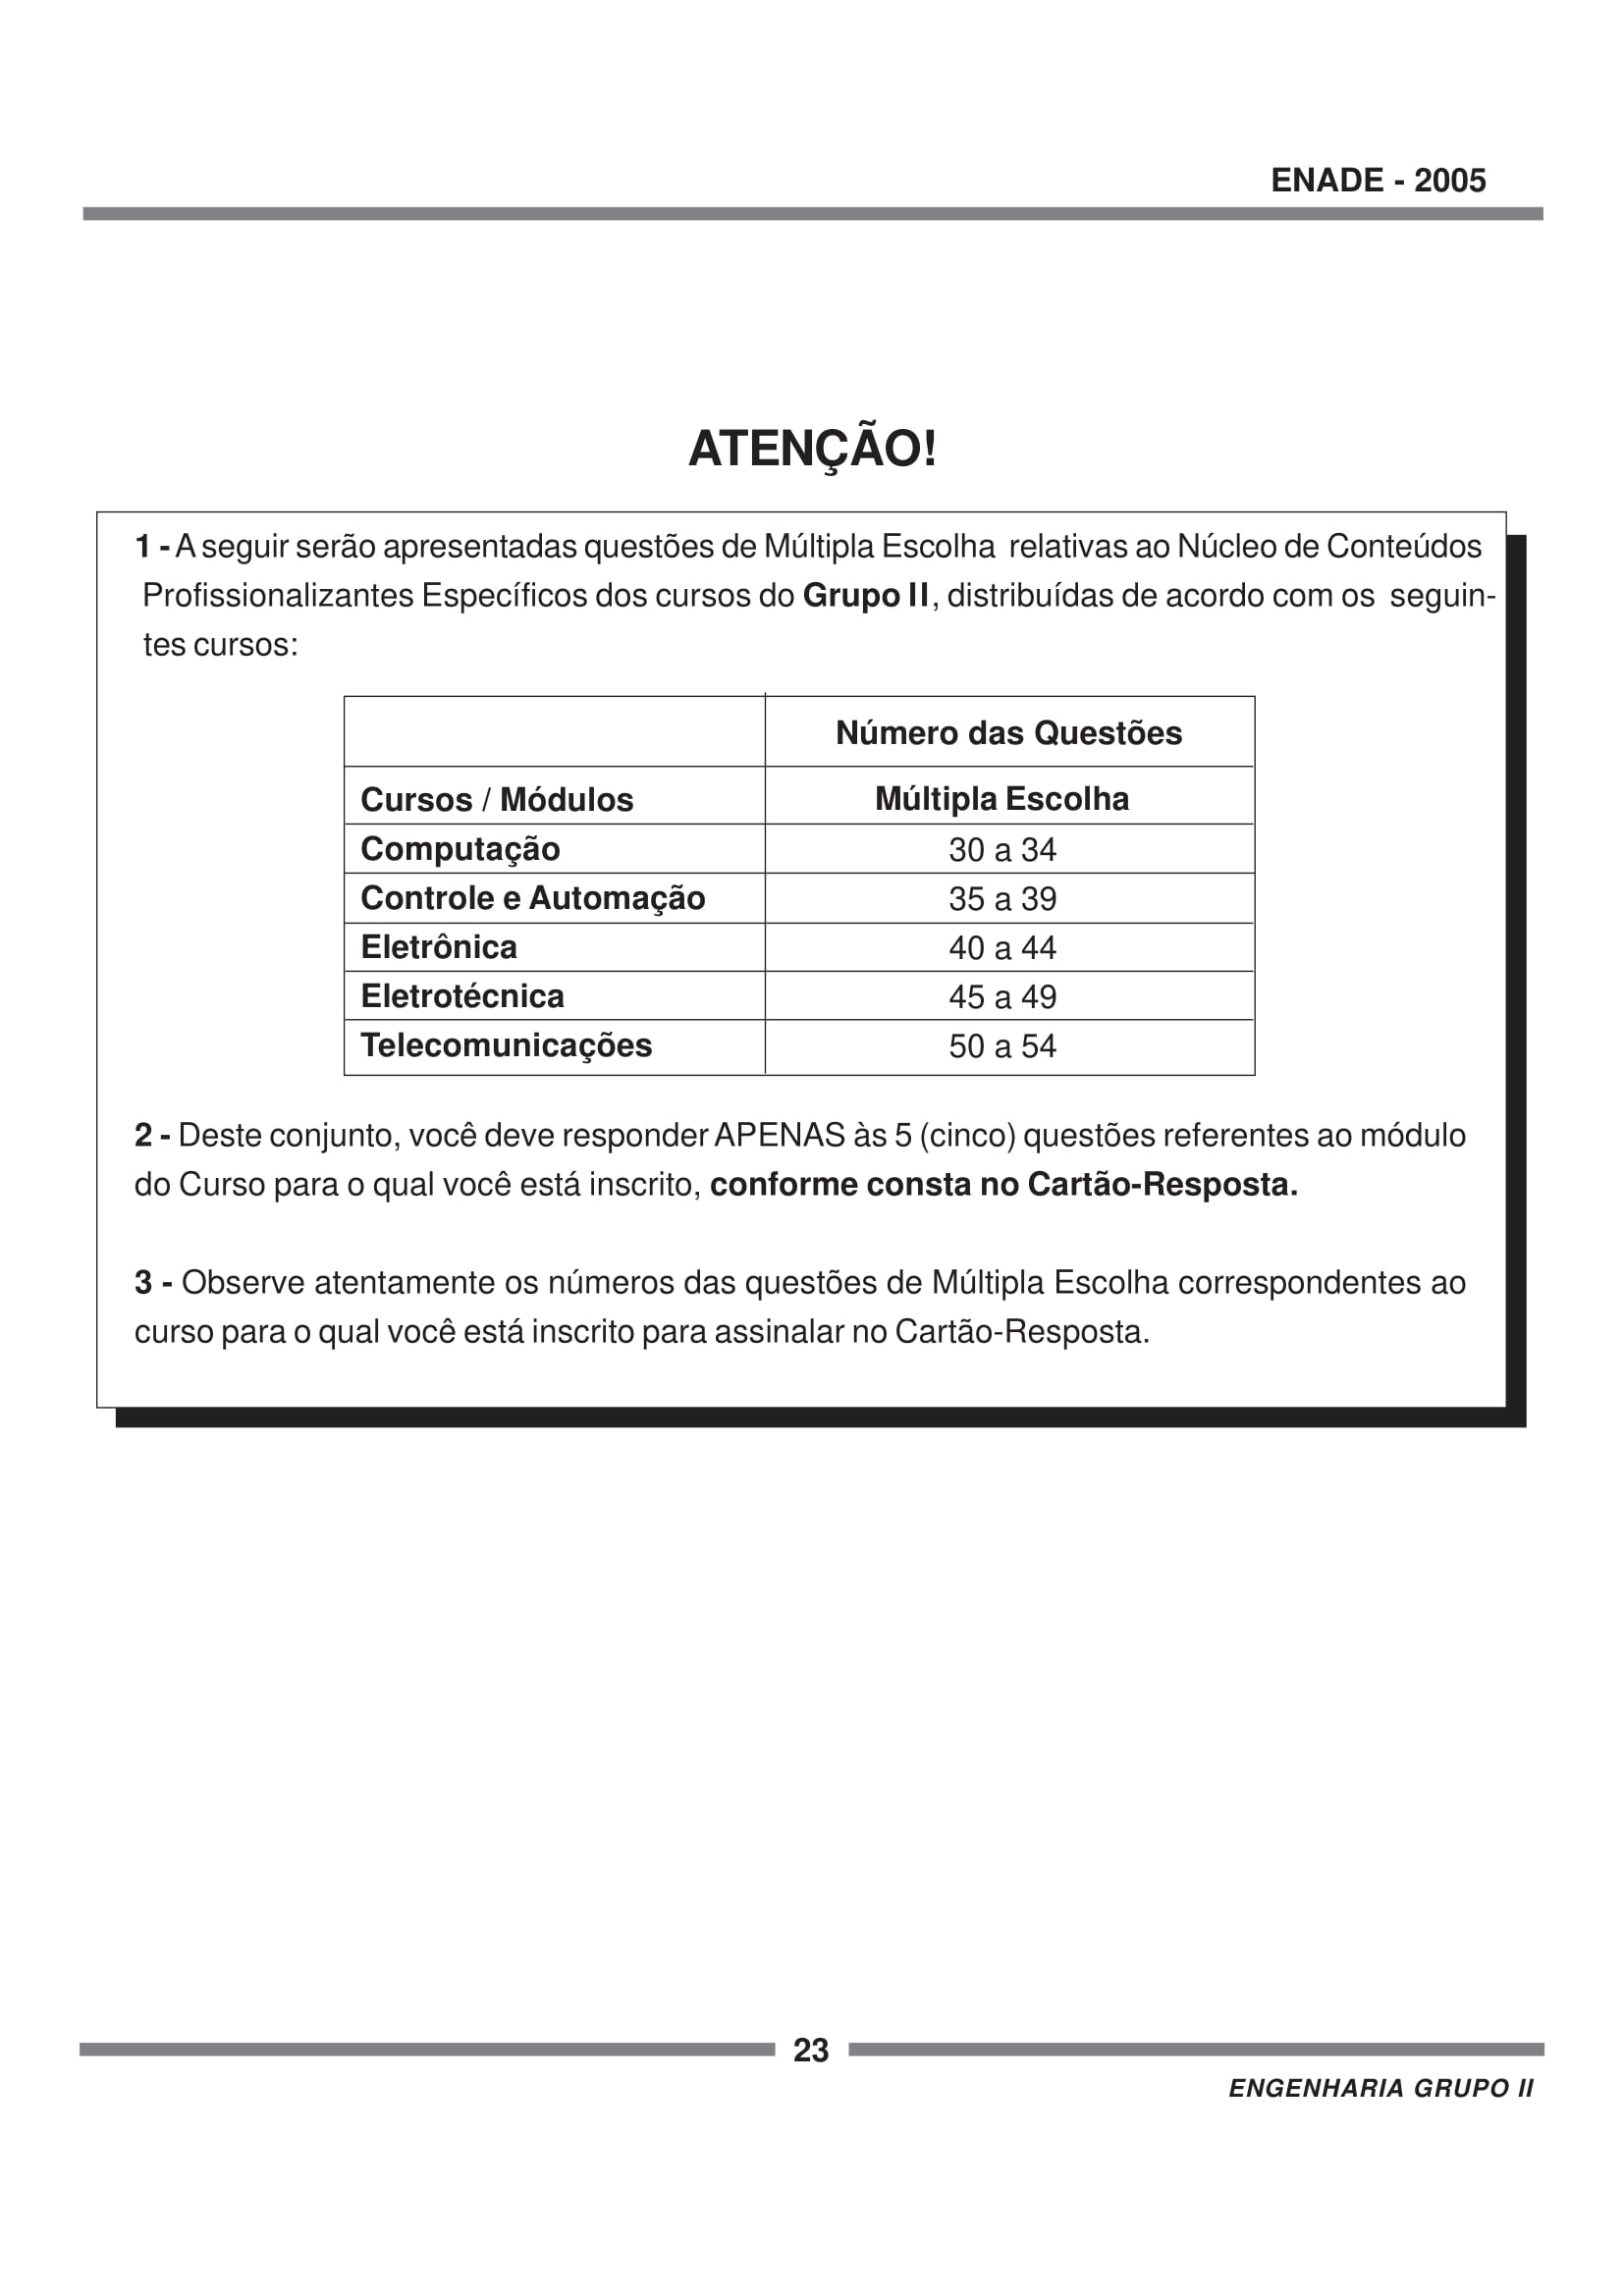 ENADE - 2005
ATENÇÃO!
1 - A seguir serão apresentadas questões de Múltipla Escolha relativas ao Núcleo de Conteúdos
Profissionalizantes Específicos dos cursos do Grupo II, distribuídas de acordo com os seguin-
tes cursos:
Número das Questões
Cursos / Módulos Múltipla Escolha
Computação 30 a 34
Controle e Automação 35 a 39
Eletrônica 40 a 44
Eletrotécnica 45 a 49
Telecomunicações 50 a 54
2 - Deste conjunto, você deve responder APENAS às 5 (cinco) questões referentes ao módulo
do Curso para o qual você está inscrito, conforme consta no Cartão-Resposta.
3 - Observe atentamente os números das questões de Múltipla Escolha correspondentes ao
curso para o qual você está inscrito para assinalar no Cartão-Resposta.
23
ENGENHARIA GRUPO II